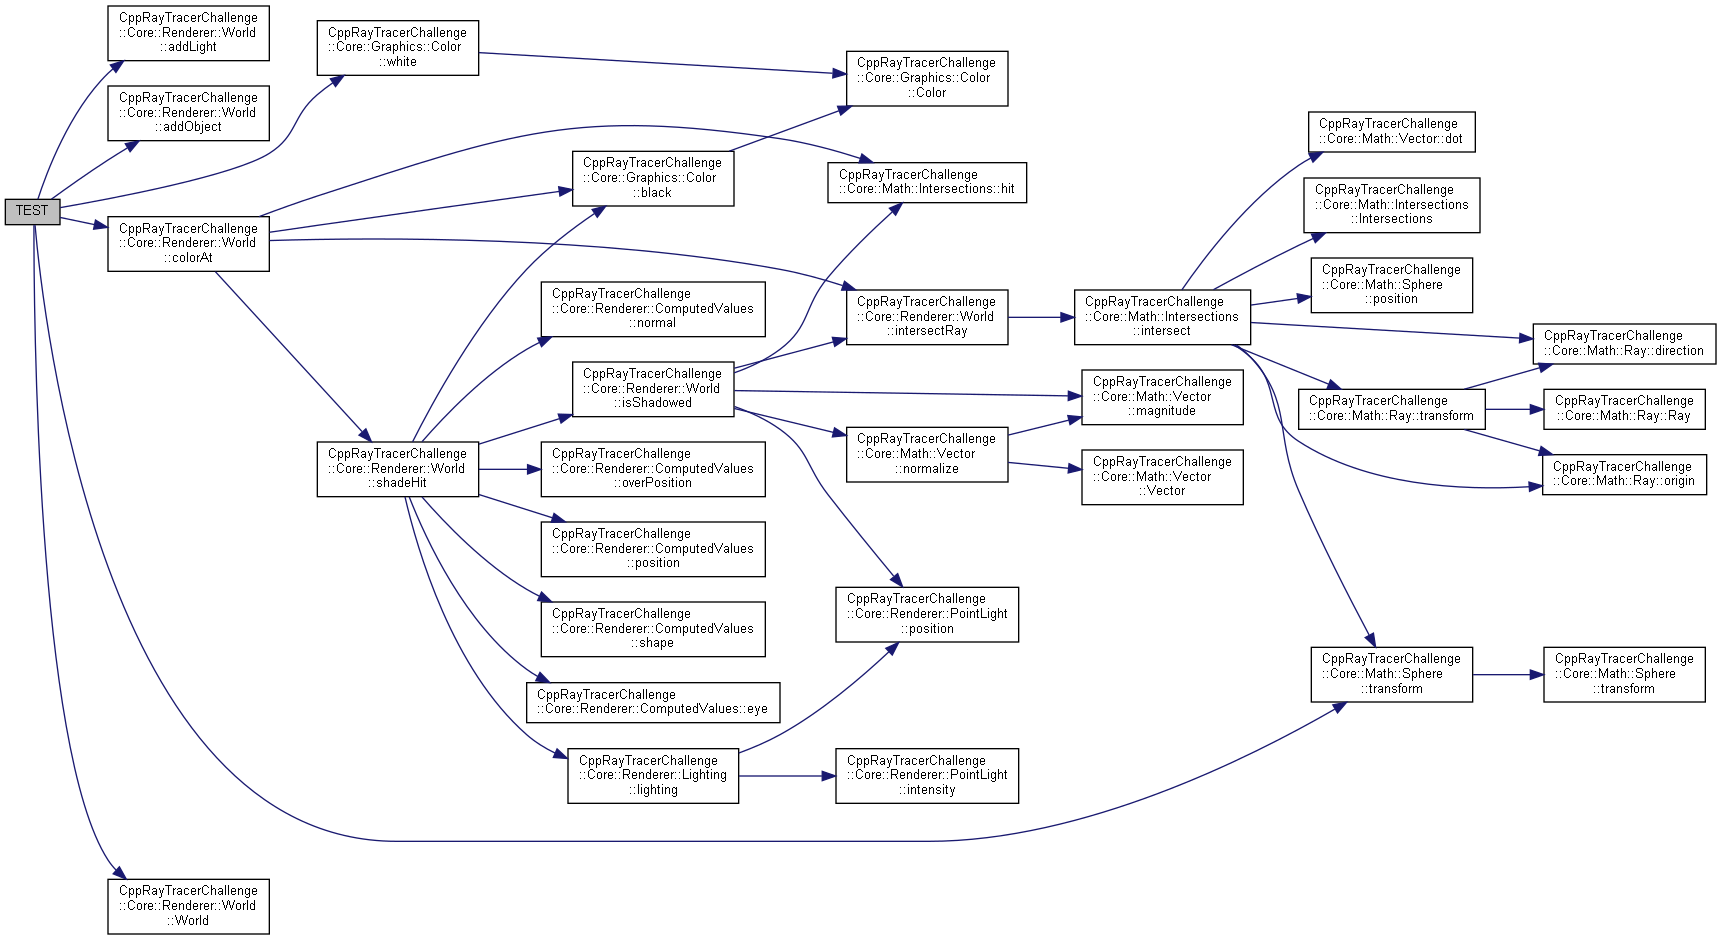 TEST
CppRayTracerChallenge
::Core::Renderer::World
::addLight
CppRayTracerChallenge
::Core::Renderer::World
::addObject
CppRayTracerChallenge
::Core::Renderer::World
::colorAt
CppRayTracerChallenge
::Core::Renderer::World
::World
CppRayTracerChallenge
::Core::Graphics::Color
::white
CppRayTracerChallenge
::Core::Renderer::World
::shadeHit
CppRayTracerChallenge
::Core::Graphics::Color
::black
CppRayTracerChallenge
::Core::Renderer::ComputedValues
::normal
CppRayTracerChallenge
::Core::Renderer::World
::isShadowed
CppRayTracerChallenge
::Core::Renderer::ComputedValues
::overPosition
CppRayTracerChallenge
::Core::Renderer::ComputedValues
::position
CppRayTracerChallenge
::Core::Renderer::ComputedValues
::shape
CppRayTracerChallenge
::Core::Renderer::ComputedValues::eye
CppRayTracerChallenge
::Core::Renderer::Lighting
::lighting
CppRayTracerChallenge
::Core::Graphics::Color
::Color
CppRayTracerChallenge
::Core::Math::Intersections::hit
CppRayTracerChallenge
::Core::Renderer::World
::intersectRay
CppRayTracerChallenge
::Core::Math::Vector
::normalize
CppRayTracerChallenge
::Core::Renderer::PointLight
::position
CppRayTracerChallenge
::Core::Renderer::PointLight
::intensity
CppRayTracerChallenge
::Core::Math::Intersections
::intersect
CppRayTracerChallenge
::Core::Math::Vector
::magnitude
CppRayTracerChallenge
::Core::Math::Vector
::Vector
CppRayTracerChallenge
::Core::Math::Vector::dot
CppRayTracerChallenge
::Core::Math::Intersections
::Intersections
CppRayTracerChallenge
::Core::Math::Sphere
::position
CppRayTracerChallenge
::Core::Math::Ray::transform
CppRayTracerChallenge
::Core::Math::Sphere
::transform
CppRayTracerChallenge
::Core::Math::Ray::direction
CppRayTracerChallenge
::Core::Math::Ray::Ray
CppRayTracerChallenge
::Core::Math::Ray::origin
CppRayTracerChallenge
::Core::Math::Sphere
::transform